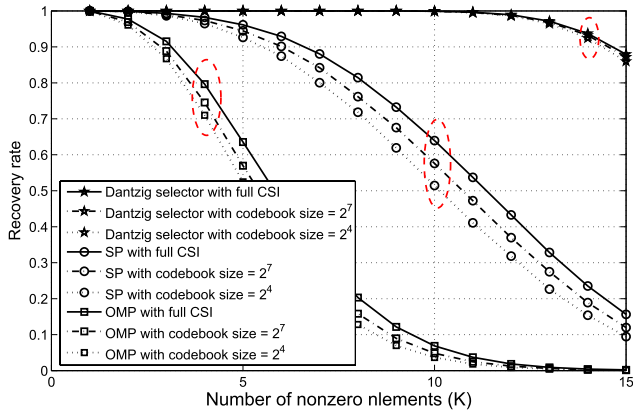 1
0.9
0.8
0.7
0.6
0.5
0.4
0.3
0.2
0.1
0
Recovery rate
Dantzig selector with full CSI
Dantzig selector with codebook size = 2^7
Dantzig selector with codebook size = 2^4
SP with full CSI
SP with codebook size = 2^7
SP with codebook size = 2^4
OMP with full CSI
OMP with codebook size = 2^7
OMP with codebook size = 2^4
0 5 10 15
Number of nonzero nlements (K)